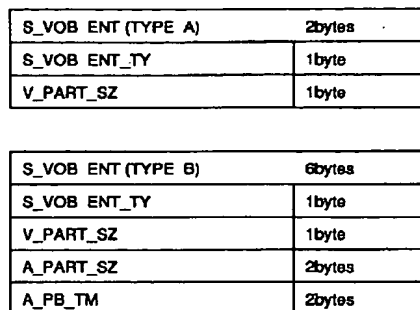 S_VOB ENT (TYPE A) 2bytes
S_VOB ENT_TY 1byte
V_PART_SZ 1byte
S_VOB ENT (TYPE B) 6bytes
S_VOB ENT_TY 1byte
V_PART_SZ 1byte
A_PART_SZ 2bytes
A_PB_TM 2bytes